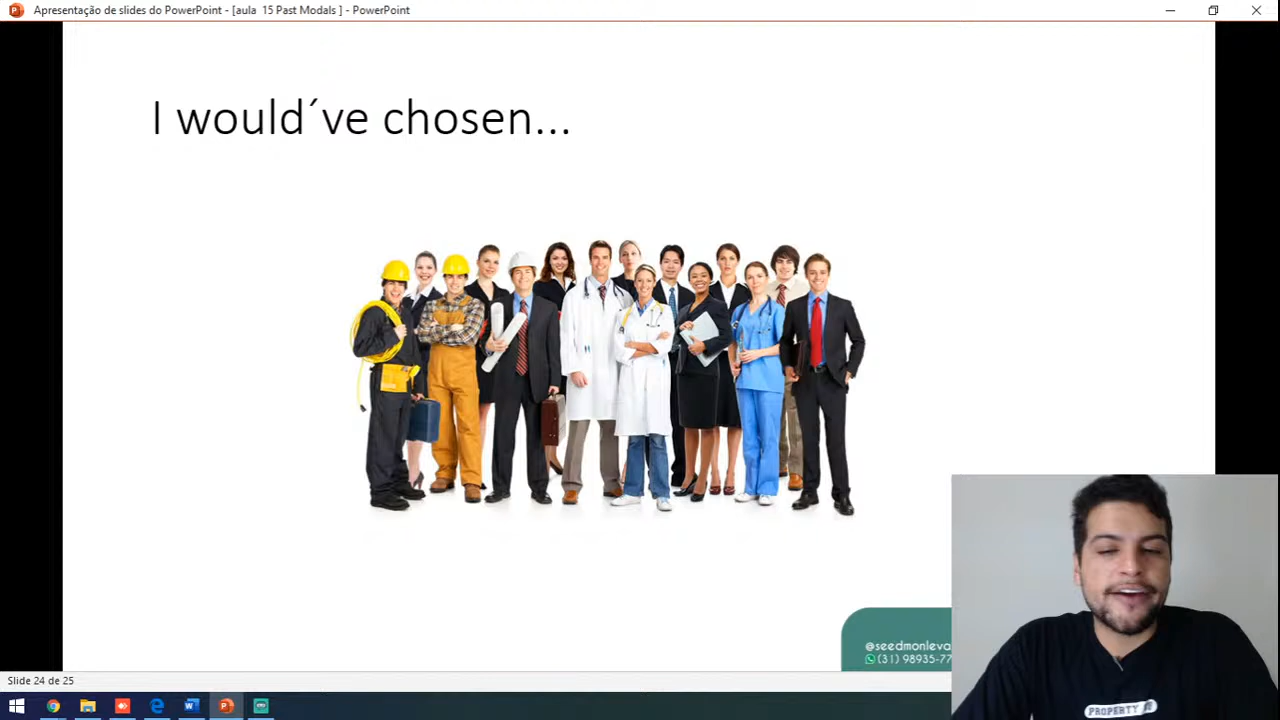 Apresentação de slides do PowerPoint - [aula 15 Past Modals ] - PowerPoint
I would´ve chosen...
@seedmonleva
(31) 98935-77
Slide 24 de 25
PROPERTY